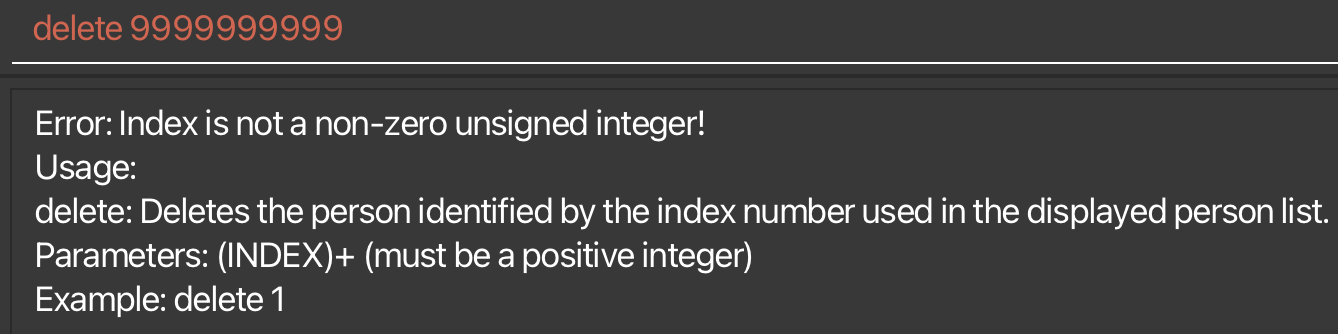 delete 9999999999
Error: Index is not a non-zero unsigned integer!
Usage:
delete: Deletes the person identified by the index number used in the displayed person list.
Parameters: (INDEX)+ (must be a positive integer)
Example: delete 1